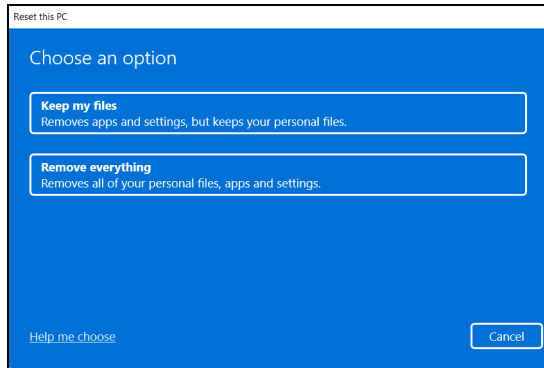 Reset this PC
Choose an option
Keep my files
Removes apps and settings, but keeps your personal files.
Remove everything
Removes all of your personal files, apps and settings.
Help me choose
Cancel